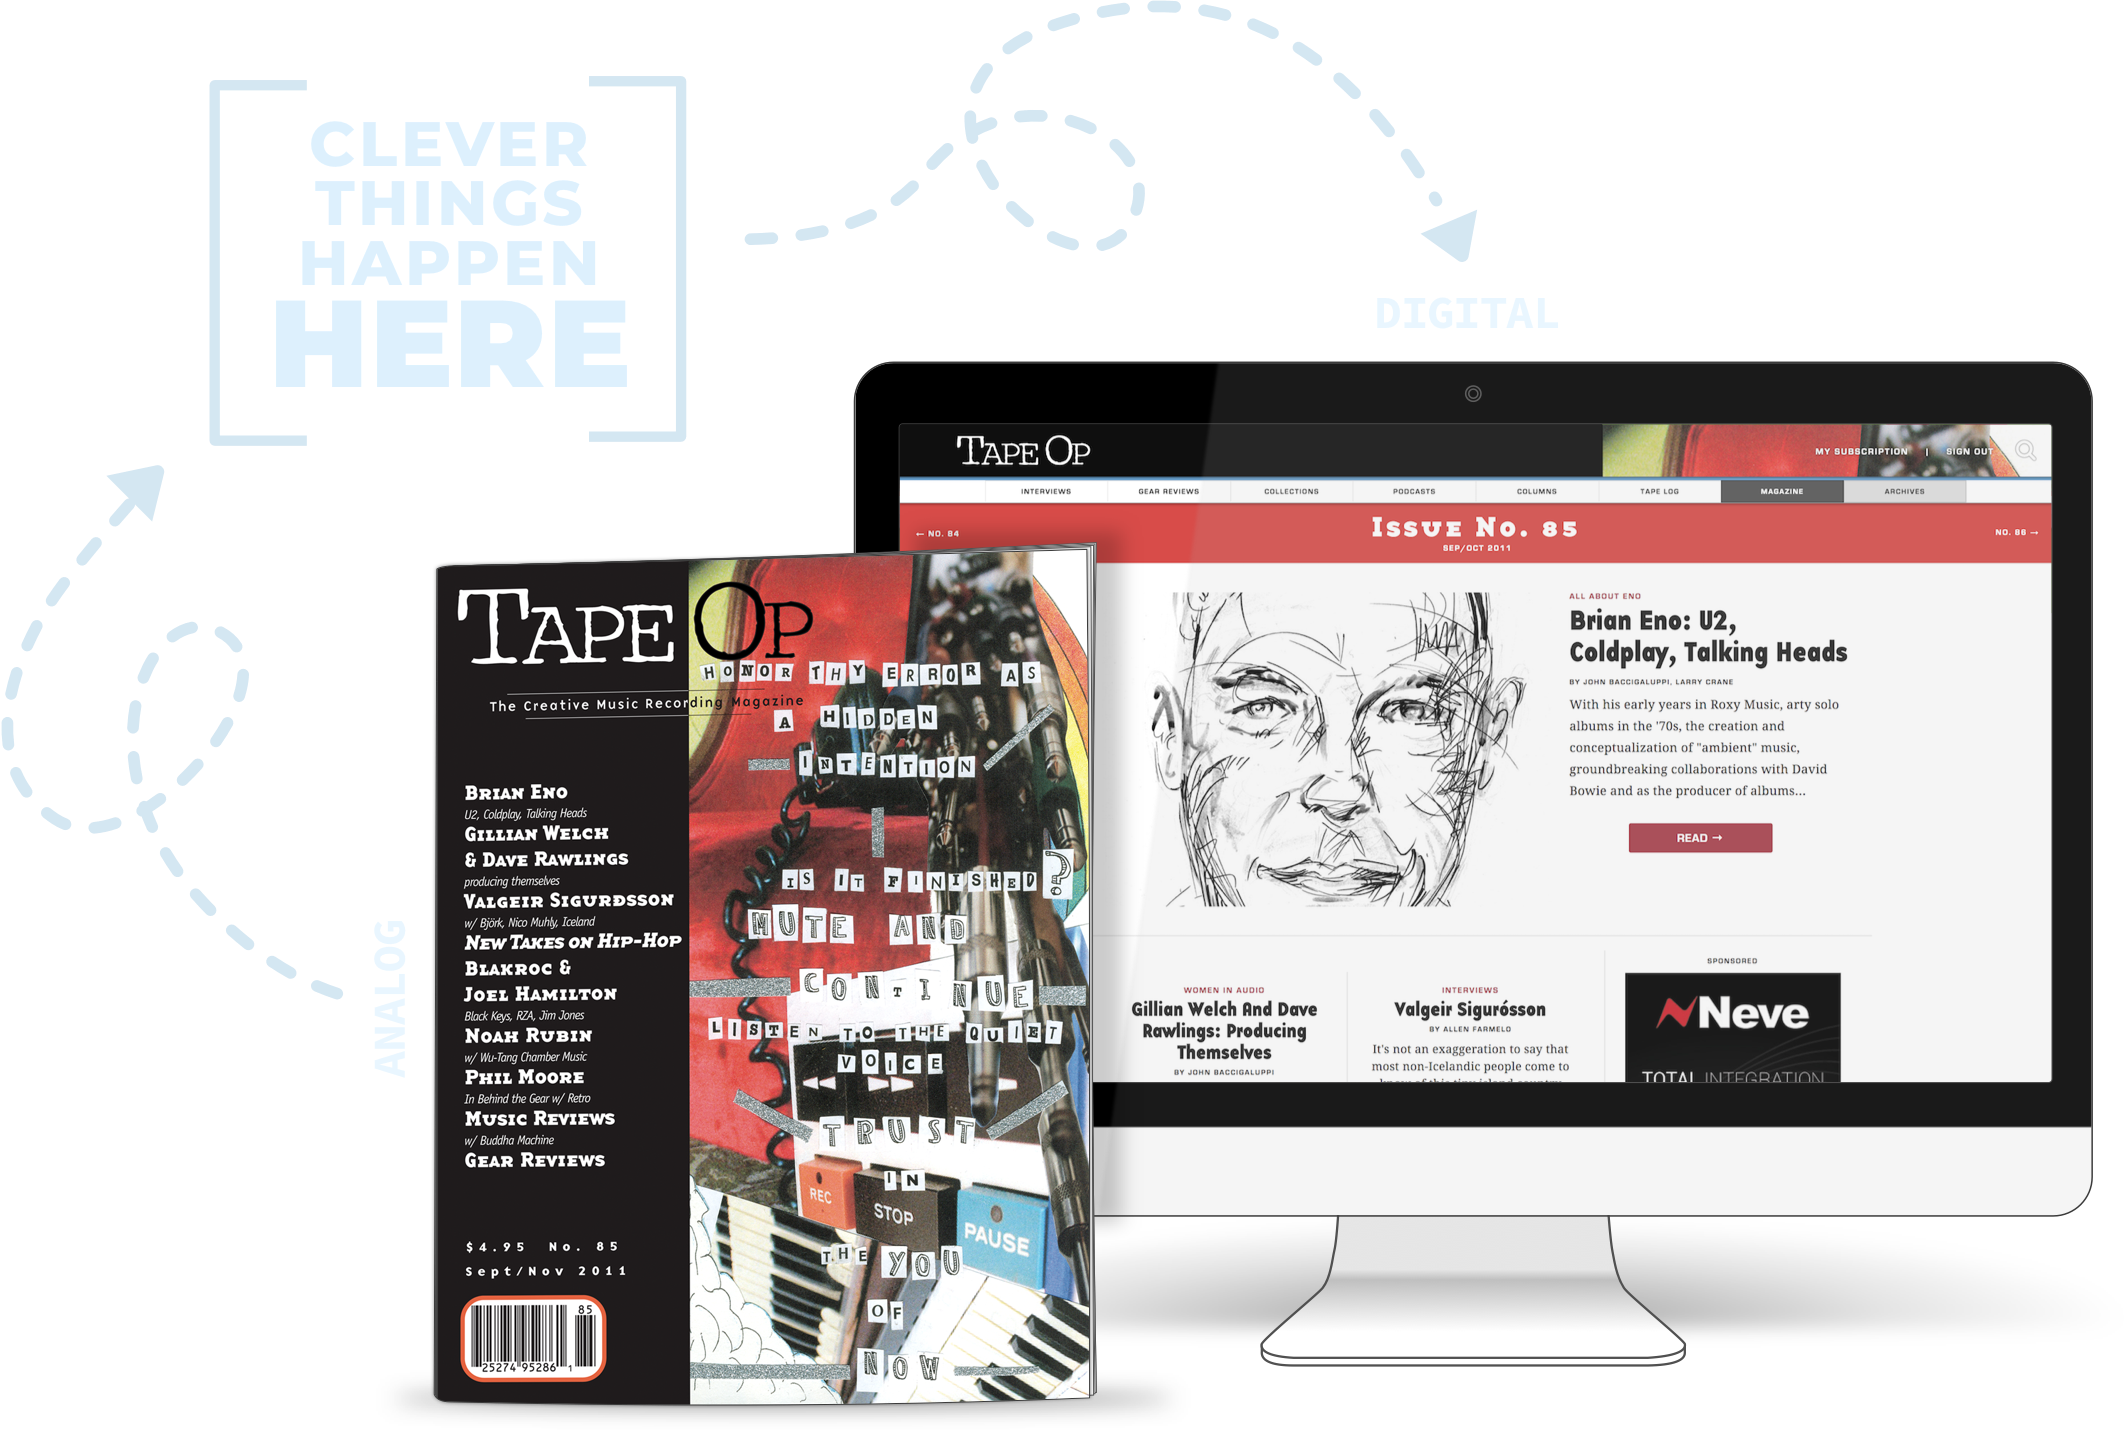 CLEVER
THINGS
HAPPEN
HERE
DIGITAL
ANALOG
TAPE OP
The Creative Music Recording Magazine
BRIAN ENO
U2, Coldplay, Talking Heads
GILLIAN WELCH
& DAVE RAWLINGS
producing themselves
VALGEIR SIGURÐSSON
w/ Björk, Nico Muhly, Iceland
NEW TAKES ON HIP-HOP
BLAKROC &
JOEL HAMILTON
Black Keys, RZA, Jim Jones
NOAH RUBIN
w/ Wu-Tang Chamber Music
PHIL MOORE
In Behind the Gear w/ Retro
MUSIC REVIEWS
w/ Buddha Machine
GEAR REVIEWS
$4.95 No. 85
Sept/Nov 2011
85
25274 95286 1
HONOR THY ERROR AS
A HIDDEN
INTENTION
IS IT FINISHED?
MUTE AND
CONTINUE
LISTEN TO THE QUIET
VOICE
TRUST
IN
THE YOU
OF
NOW
REC
STOP
PAUSE
TAPE OP
MY SUBSCRIPTION | SIGN OUT
INTERVIEWS
GEAR REVIEWS
COLLECTIONS
PODCASTS
COLUMNS
TAPE LOG
MAGAZINE
ARCHIVES
← NO. 84
ISSUE NO. 85
SEP/OCT 2011
NO. 86 →
ALL ABOUT ENO
Brian Eno: U2,
Coldplay, Talking Heads
BY JOHN BACCIGALUPPI, LARRY CRANE
With his early years in Roxy Music, arty solo
albums in the '70s, the creation and
conceptualization of "ambient" music,
groundbreaking collaborations with David
Bowie and as the producer of albums...
READ →
WOMEN IN AUDIO
Gillian Welch And Dave
Rawlings: Producing
Themselves
BY JOHN BACCIGALUPPI
INTERVIEWS
Valgeir Sigurósson
BY ALLEN FARMELO
It's not an exaggeration to say that
most non-Icelandic people come to
know of this tiny island country
SPONSORED
Neve
TOTAL INTEGRATION